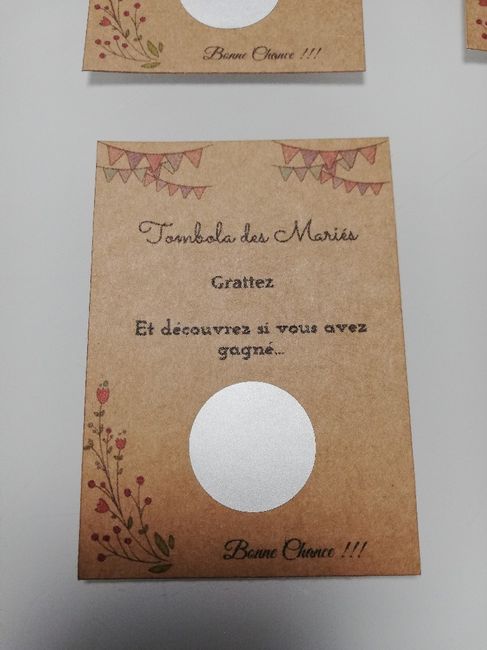 Bonne Chance !!!
Tombola des Mariés
Grattez
Et découvrez si vous avez
gagné...
Bonne Chance !!!